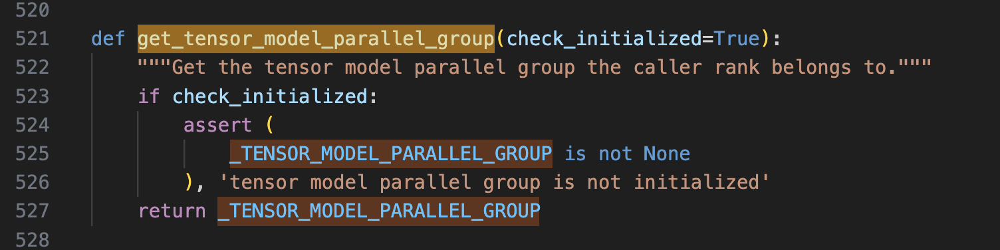 520
521 def get_tensor_model_parallel_group(check_initialized=True):
522 """Get the tensor model parallel group the caller rank belongs to."""
523 if check_initialized:
524 assert (
525 _TENSOR_MODEL_PARALLEL_GROUP is not None
526 ), 'tensor model parallel group is not initialized'
527 return _TENSOR_MODEL_PARALLEL_GROUP
528